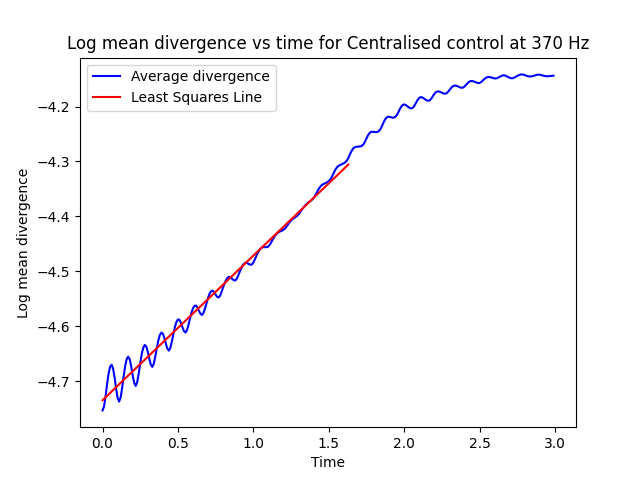 Log mean divergence vs time for Centralised control at 370 Hz
Average divergence
Least Squares Line
Log mean divergence
−4.2
−4.3
−4.4
−4.5
−4.6
−4.7
0.0 0.5 1.0 1.5 2.0 2.5 3.0
Time